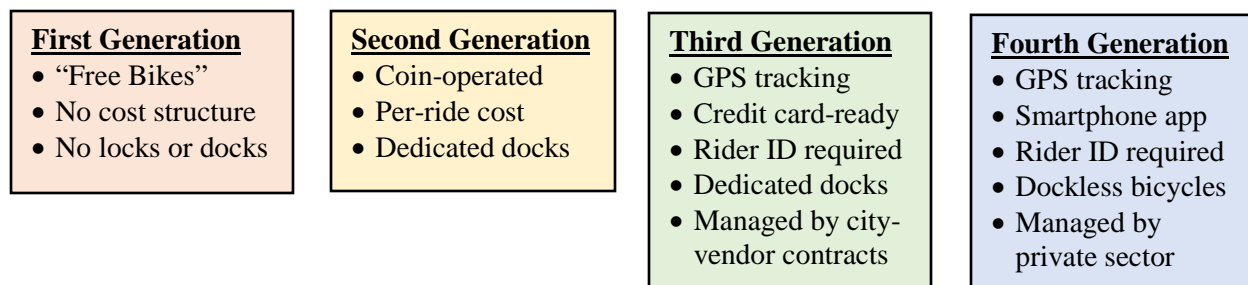 First Generation
• “Free Bikes”
• No cost structure
• No locks or docks
Second Generation
• Coin-operated
• Per-ride cost
• Dedicated docks
Third Generation
• GPS tracking
• Credit card-ready
• Rider ID required
• Dedicated docks
• Managed by city-
vendor contracts
Fourth Generation
• GPS tracking
• Smartphone app
• Rider ID required
• Dockless bicycles
• Managed by
private sector